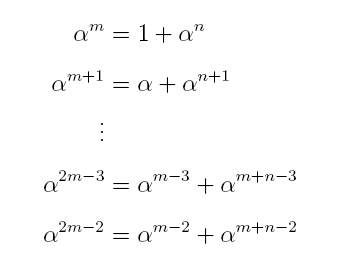 α^m = 1 + α^n
α^{m+1} = α + α^{n+1}
⋮
α^{2m−3} = α^{m−3} + α^{m+n−3}
α^{2m−2} = α^{m−2} + α^{m+n−2}